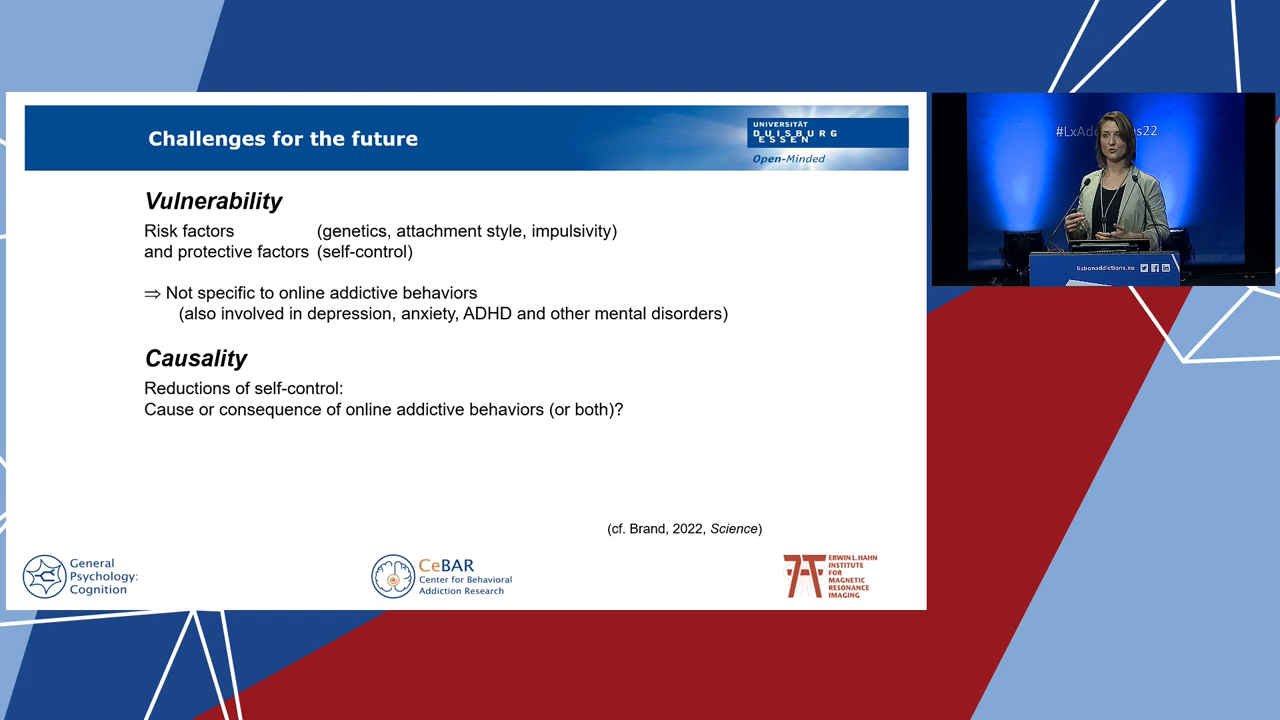 Challenges for the future
UNIVERSITÄT
DUISBURG
ESSEN
Open-Minded
Vulnerability
Risk factors (genetics, attachment style, impulsivity)
and protective factors (self-control)
⇒ Not specific to online addictive behaviors
(also involved in depression, anxiety, ADHD and other mental disorders)
Causality
Reductions of self-control:
Cause or consequence of online addictive behaviors (or both)?
(cf. Brand, 2022, Science)
General
Psychology:
Cognition
CeBAR
Center for Behavioral
Addiction Research
ERWIN L. HAHN
INSTITUTE
FOR
MAGNETIC
RESONANCE
IMAGING
lisbonaddictions.eu